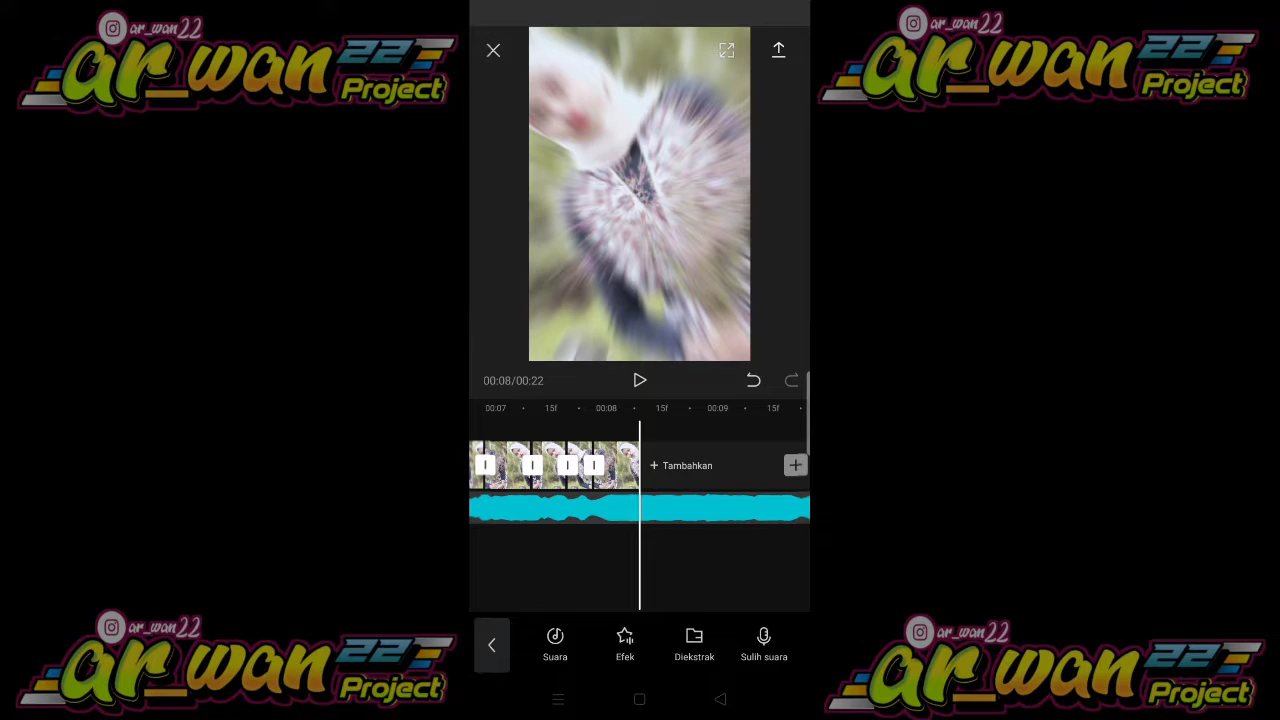 ar_wan22
ar_wan 22
Project
ar_wan22
ar_wan 22
Project
00:08/00:22
00:07 15f 00:08 15f 00:09 15f
+ Tambahkan
Suara Efek Diekstrak Sulih suara
ar_wan22
ar_wan 22
Project
ar_wan22
ar_wan 22
Project